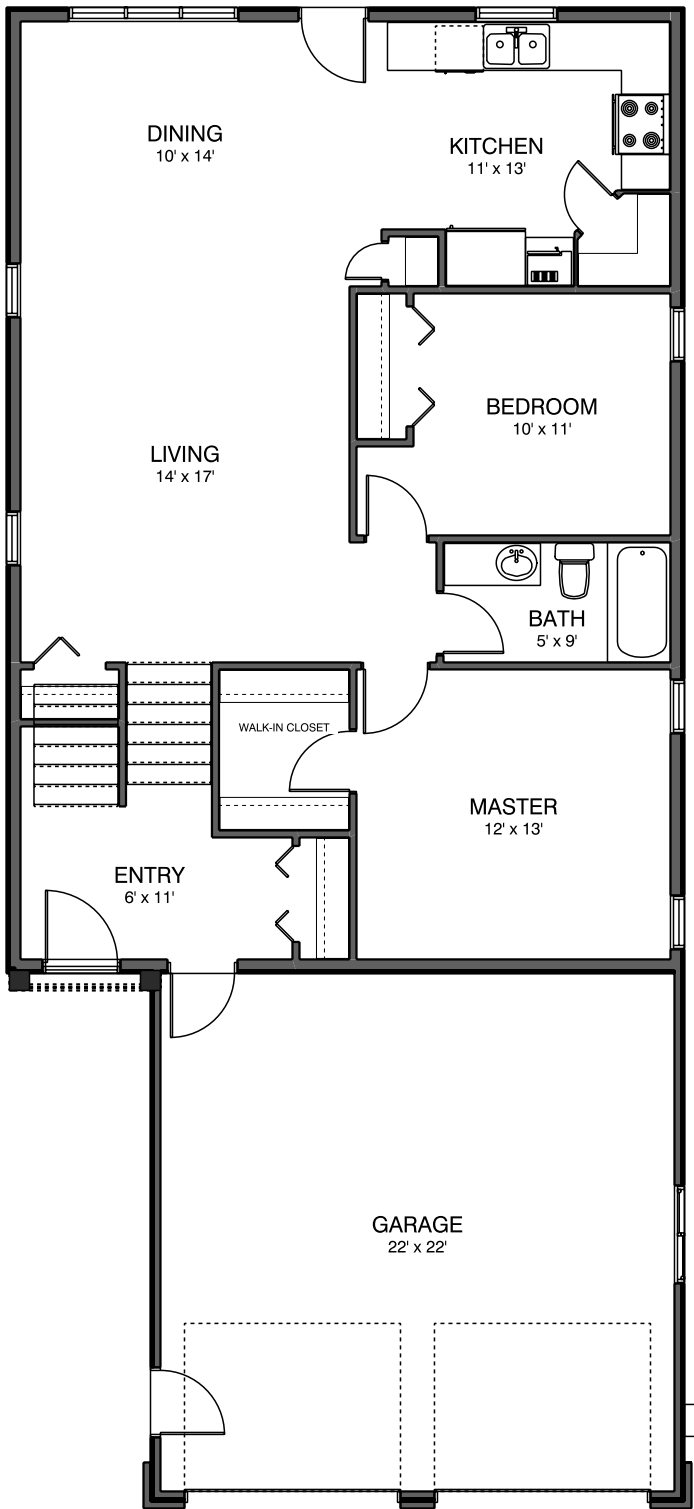 DINING
10' x 14'
KITCHEN
11' x 13'
BEDROOM
10' x 11'
LIVING
14' x 17'
BATH
5' x 9'
WALK-IN CLOSET
MASTER
12' x 13'
ENTRY
6' x 11'
GARAGE
22' x 22'